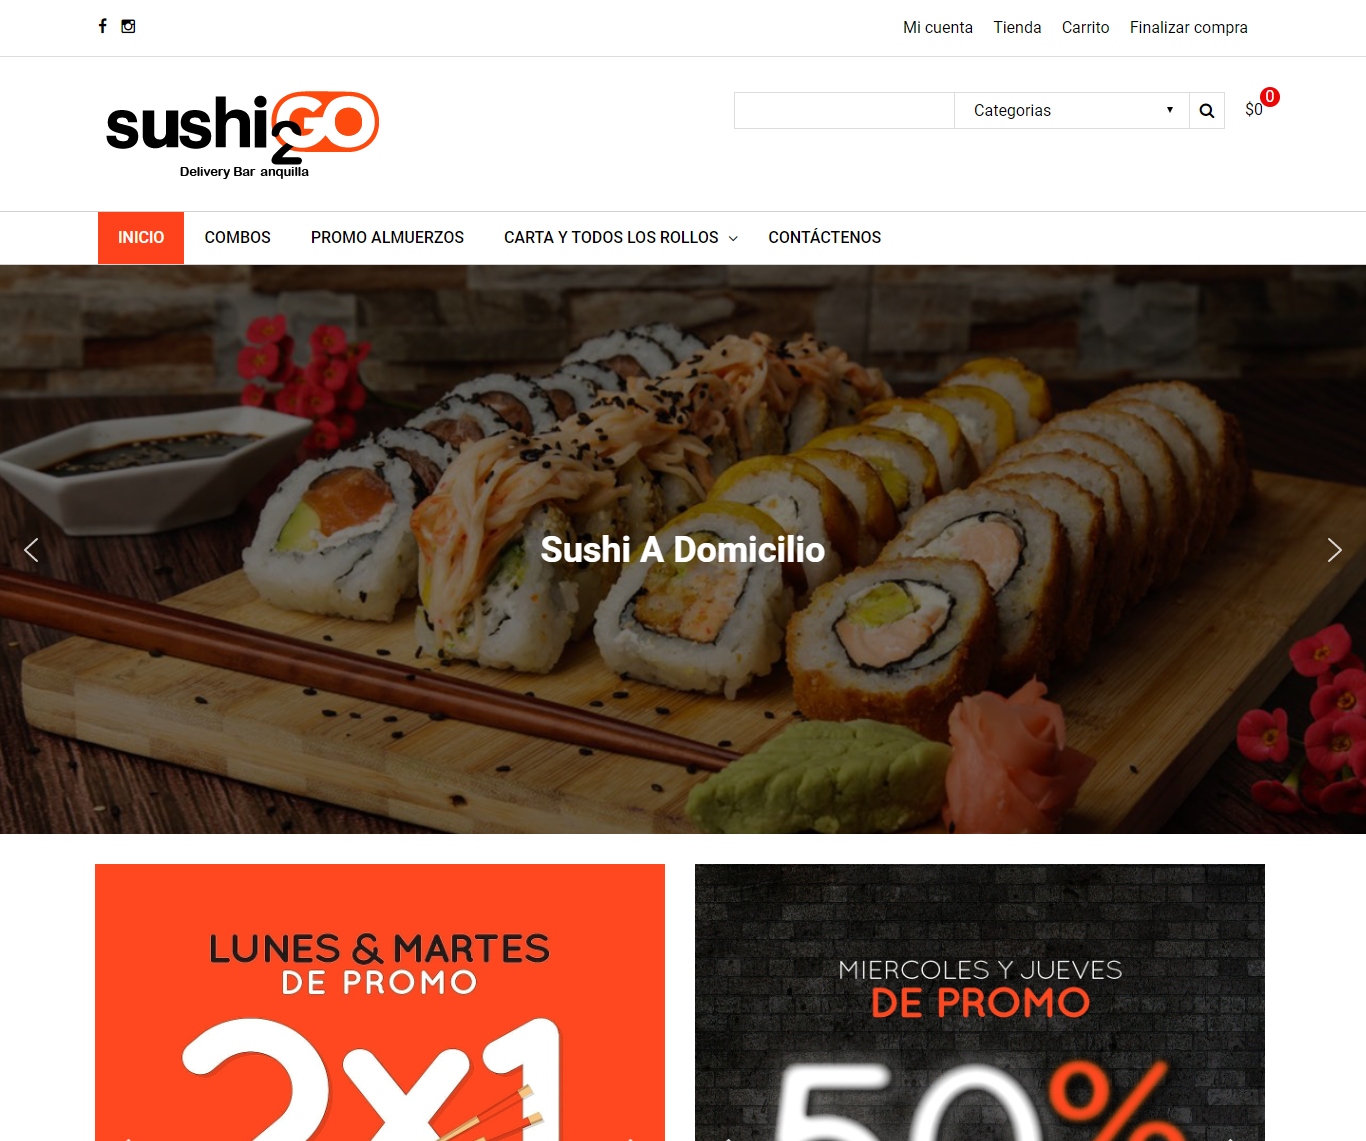 Mi cuenta Tienda Carrito Finalizar compra
sushi2GO
Delivery Bar anquilla
Categorias
$0
0
INICIO COMBOS PROMO ALMUERZOS CARTA Y TODOS LOS ROLLOS CONTÁCTENOS
Sushi A Domicilio
LUNES & MARTES
DE PROMO
2x1
MIERCOLES Y JUEVES
DE PROMO
50%